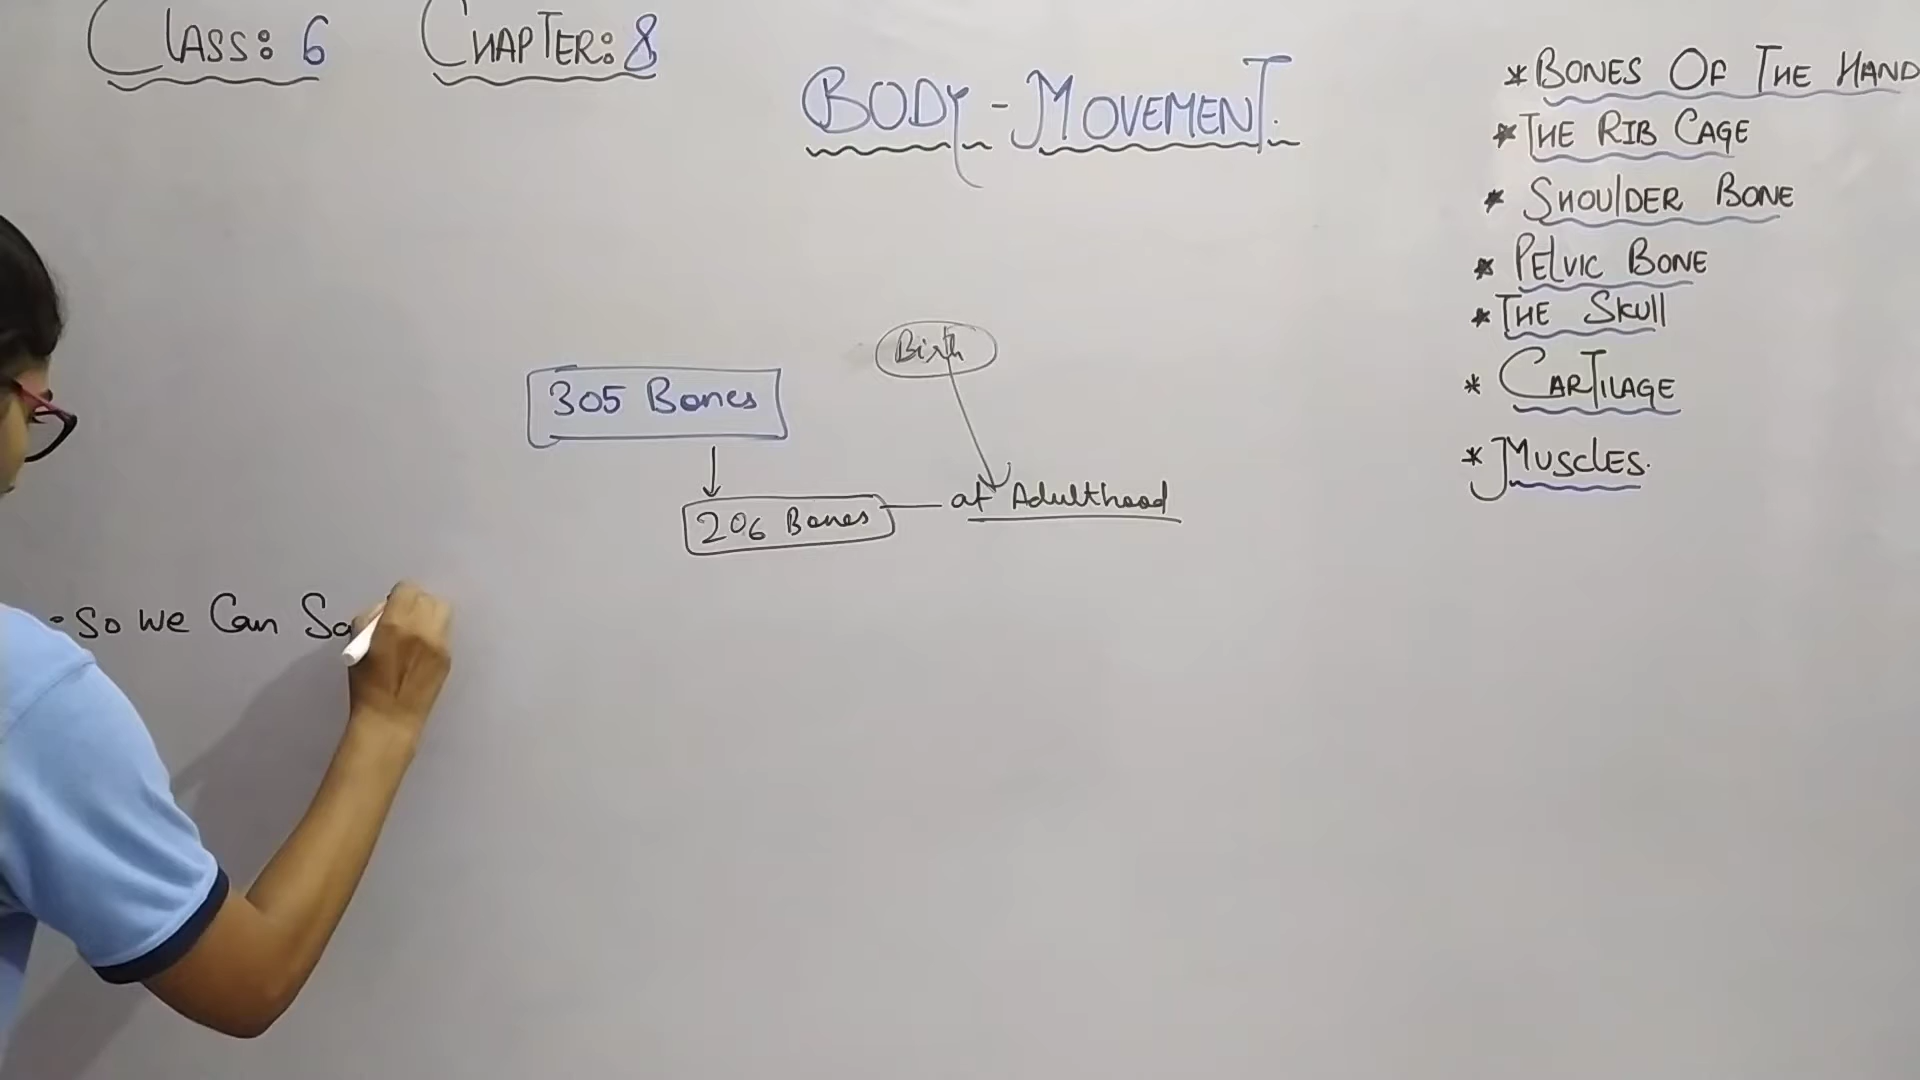 CLASS: 6 CHAPTER: 8
BODY - MOVEMENT.
* BONES OF THE HAND
* THE RIB CAGE
* SHOULDER BONE
* PELVIC BONE
* THE SKULL
* CARTILAGE
* MUSCLES.
Birth
305 Bones
206 Bones — at Adulthood
So we Can Sa